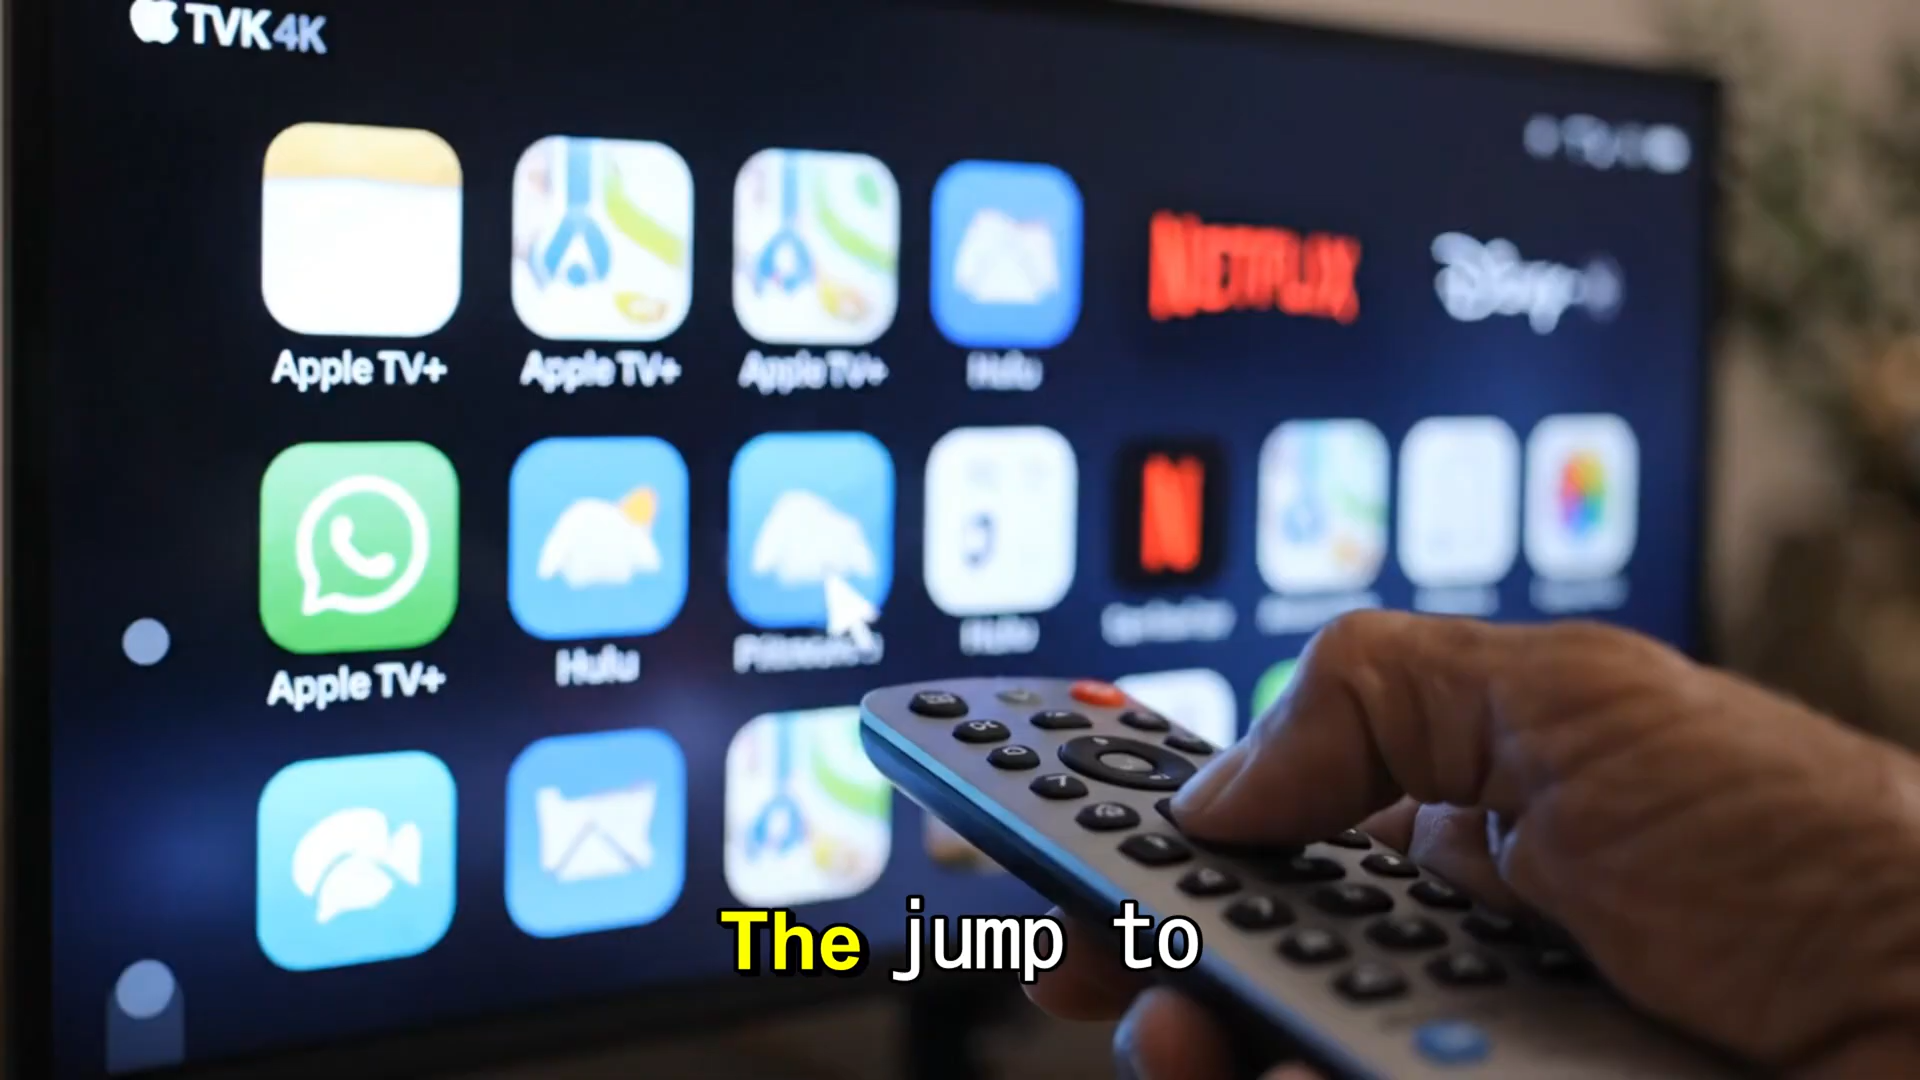 TVK4K
NETFLIX
Apple TV+
Apple TV+
Apple TV+
Hulu
Apple TV+
Hulu
Hulu
N
The jump to